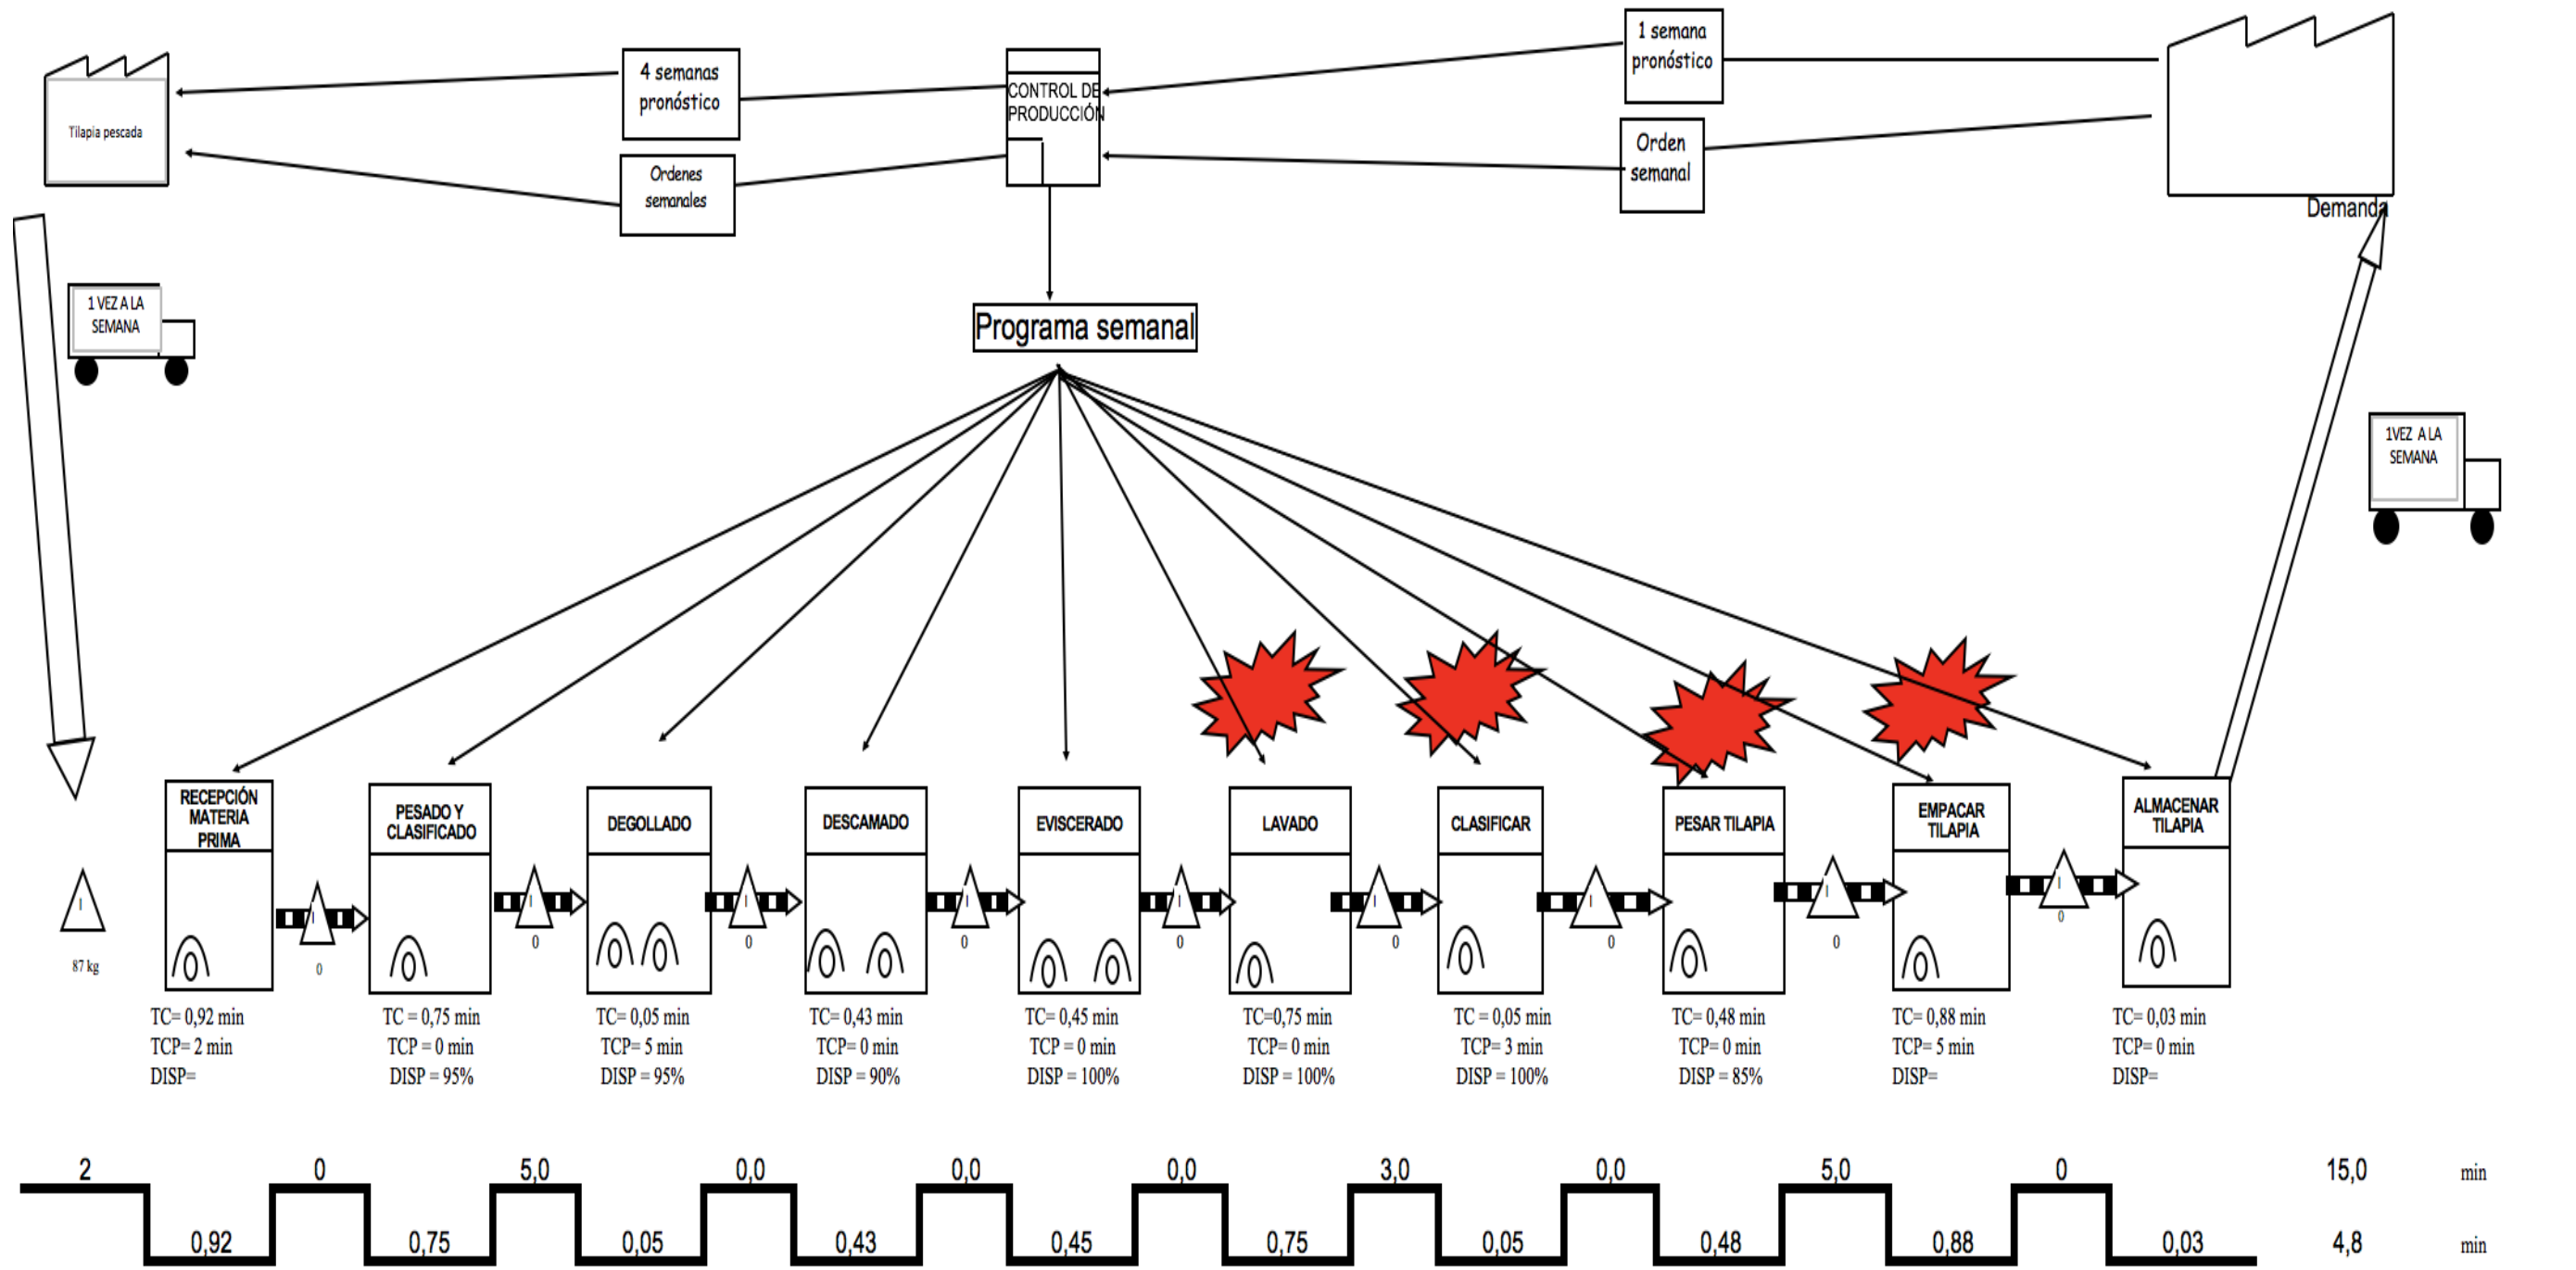 Tilapia pescada
4 semanas
pronóstico
Ordenes
semanales
CONTROL DE
PRODUCCIÓN
1 semana
pronóstico
Orden
semanal
Demanda
1 VEZ A LA
SEMANA
Programa semanal
1VEZ A LA
SEMANA
I
87 kg
RECEPCIÓN
MATERIA
PRIMA
TC= 0,92 min
TCP= 2 min
DISP=
I
0
PESADO Y
CLASIFICADO
TC = 0,75 min
TCP = 0 min
DISP = 95%
I
0
DEGOLLADO
TC= 0,05 min
TCP= 5 min
DISP = 95%
I
0
DESCAMADO
TC= 0,43 min
TCP= 0 min
DISP = 90%
I
0
EVISCERADO
TC= 0,45 min
TCP = 0 min
DISP = 100%
I
0
LAVADO
TC=0,75 min
TCP= 0 min
DISP = 100%
I
0
CLASIFICAR
TC = 0,05 min
TCP= 3 min
DISP = 100%
I
0
PESAR TILAPIA
TC= 0,48 min
TCP= 0 min
DISP = 85%
I
0
EMPACAR
TILAPIA
TC= 0,88 min
TCP= 5 min
DISP=
I
0
ALMACENAR
TILAPIA
TC= 0,03 min
TCP= 0 min
DISP=
2 0 5,0 0,0 0,0 0,0 3,0 0,0 5,0 0 15,0 min
0,92 0,75 0,05 0,43 0,45 0,75 0,05 0,48 0,88 0,03 4,8 min